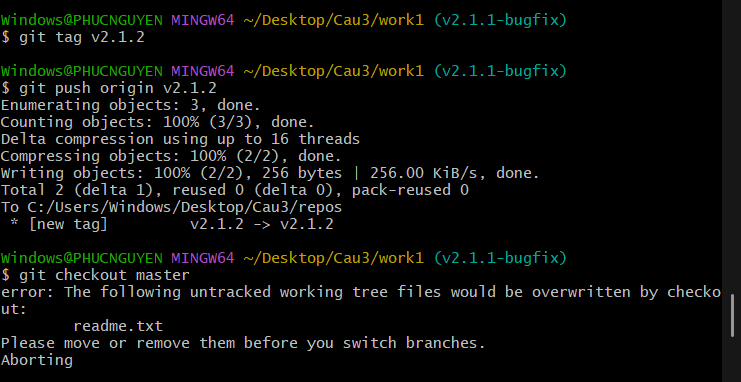 Windows@PHUCNGUYEN MINGW64 ~/Desktop/Cau3/work1 (v2.1.1-bugfix)
$ git tag v2.1.2
Windows@PHUCNGUYEN MINGW64 ~/Desktop/Cau3/work1 (v2.1.1-bugfix)
$ git push origin v2.1.2
Enumerating objects: 3, done.
Counting objects: 100% (3/3), done.
Delta compression using up to 16 threads
Compressing objects: 100% (2/2), done.
Writing objects: 100% (2/2), 256 bytes | 256.00 KiB/s, done.
Total 2 (delta 1), reused 0 (delta 0), pack-reused 0
To C:/Users/Windows/Desktop/Cau3/repos
 * [new tag]         v2.1.2 -> v2.1.2
Windows@PHUCNGUYEN MINGW64 ~/Desktop/Cau3/work1 (v2.1.1-bugfix)
$ git checkout master
error: The following untracked working tree files would be overwritten by checko
ut:
        readme.txt
Please move or remove them before you switch branches.
Aborting